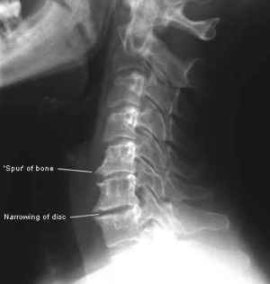 'Spur' of bone
Narrowing of disc